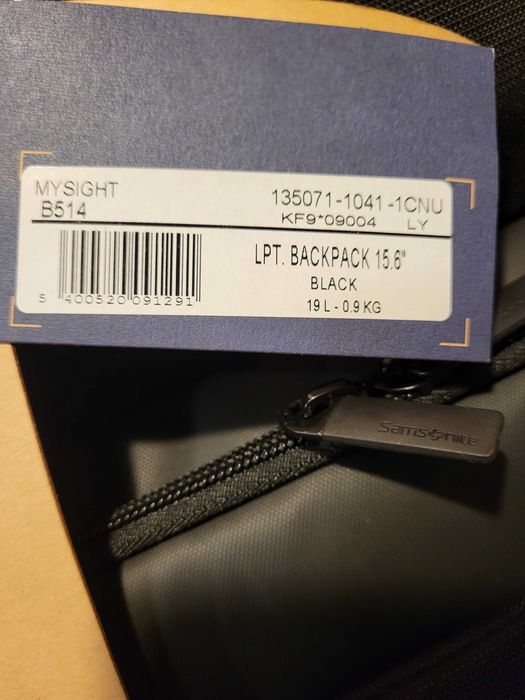 MYSIGHT
B514
135071-1041-1CNU
KF9*09004 LY
5 400520 091291
LPT. BACKPACK 15.6"
BLACK
19 L - 0.9 KG
Samsonite